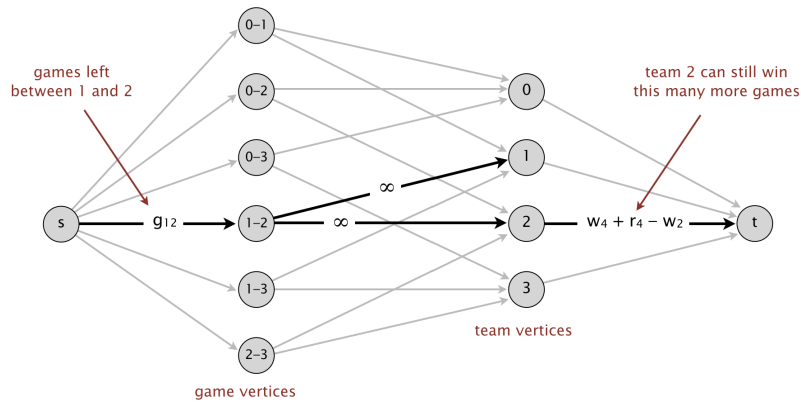 0–1
games left
between 1 and 2
team 2 can still win
this many more games
0–2
0
0–3
1
∞
s
g12
1–2
∞
2
w4 + r4 – w2
t
1–3
3
team vertices
2–3
game vertices